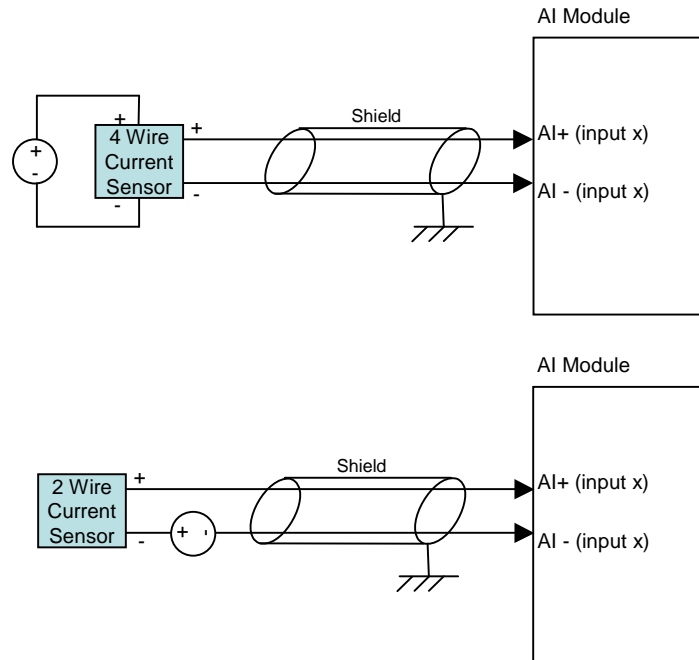 AI Module
+
4 Wire
Current
Sensor
-
+
-
+
-
Shield
AI+ (input x)
AI - (input x)
AI Module
2 Wire
Current
Sensor
+
-
+
-
Shield
AI+ (input x)
AI - (input x)